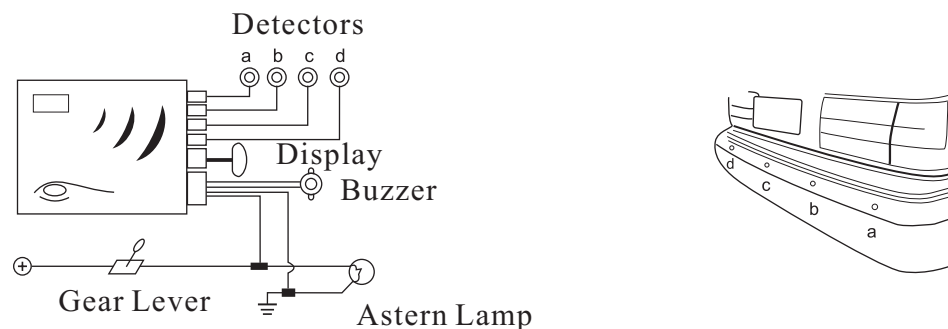 Detectors
a b c d
Display
Buzzer
Gear Lever
Astern Lamp
d
c
b
a